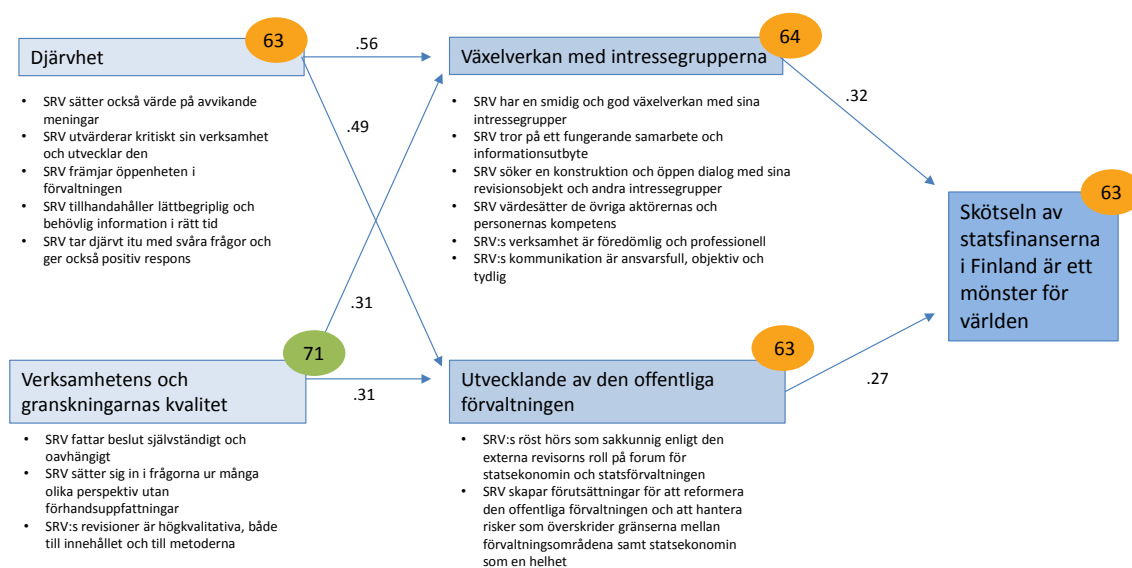 63
Djärvhet
• SRV sätter också värde på avvikande
meningar
• SRV utvärderar kritiskt sin verksamhet
och utvecklar den
• SRV främjar öppenheten i
förvaltningen
• SRV tillhandahåller lättbegriplig och
behövlig information i rätt tid
• SRV tar djärvt itu med svåra frågor och
ger också positiv respons
.56
.49
.31
.31
71
Verksamhetens och
granskningarnas kvalitet
• SRV fattar beslut självständigt och
oavhängigt
• SRV sätter sig in i frågorna ur många
olika perspektiv utan
förhandsuppfattningar
• SRV:s revisioner är högkvalitativa, både
till innehållet och till metoderna
64
Växelverkan med intressegrupperna
• SRV har en smidig och god växelverkan med sina
intressegrupper
• SRV tror på ett fungerande samarbete och
informationsutbyte
• SRV söker en konstruktion och öppen dialog med sina
revisionsobjekt och andra intressegrupper
• SRV värdesätter de övriga aktörernas och
personernas kompetens
• SRV:s verksamhet är föredömlig och professionell
• SRV:s kommunikation är ansvarsfull, objektiv och
tydlig
63
Utvecklande av den offentliga
förvaltningen
• SRV:s röst hörs som sakkunnig enligt den
externa revisorns roll på forum för
statsekonomin och statsförvaltningen
• SRV skapar förutsättningar för att reformera
den offentliga förvaltningen och att hantera
risker som överskrider gränserna mellan
förvaltningsområdena samt statsekonomin
som en helhet
.32
.27
63
Skötseln av
statsfinanserna
i Finland är ett
mönster för
världen